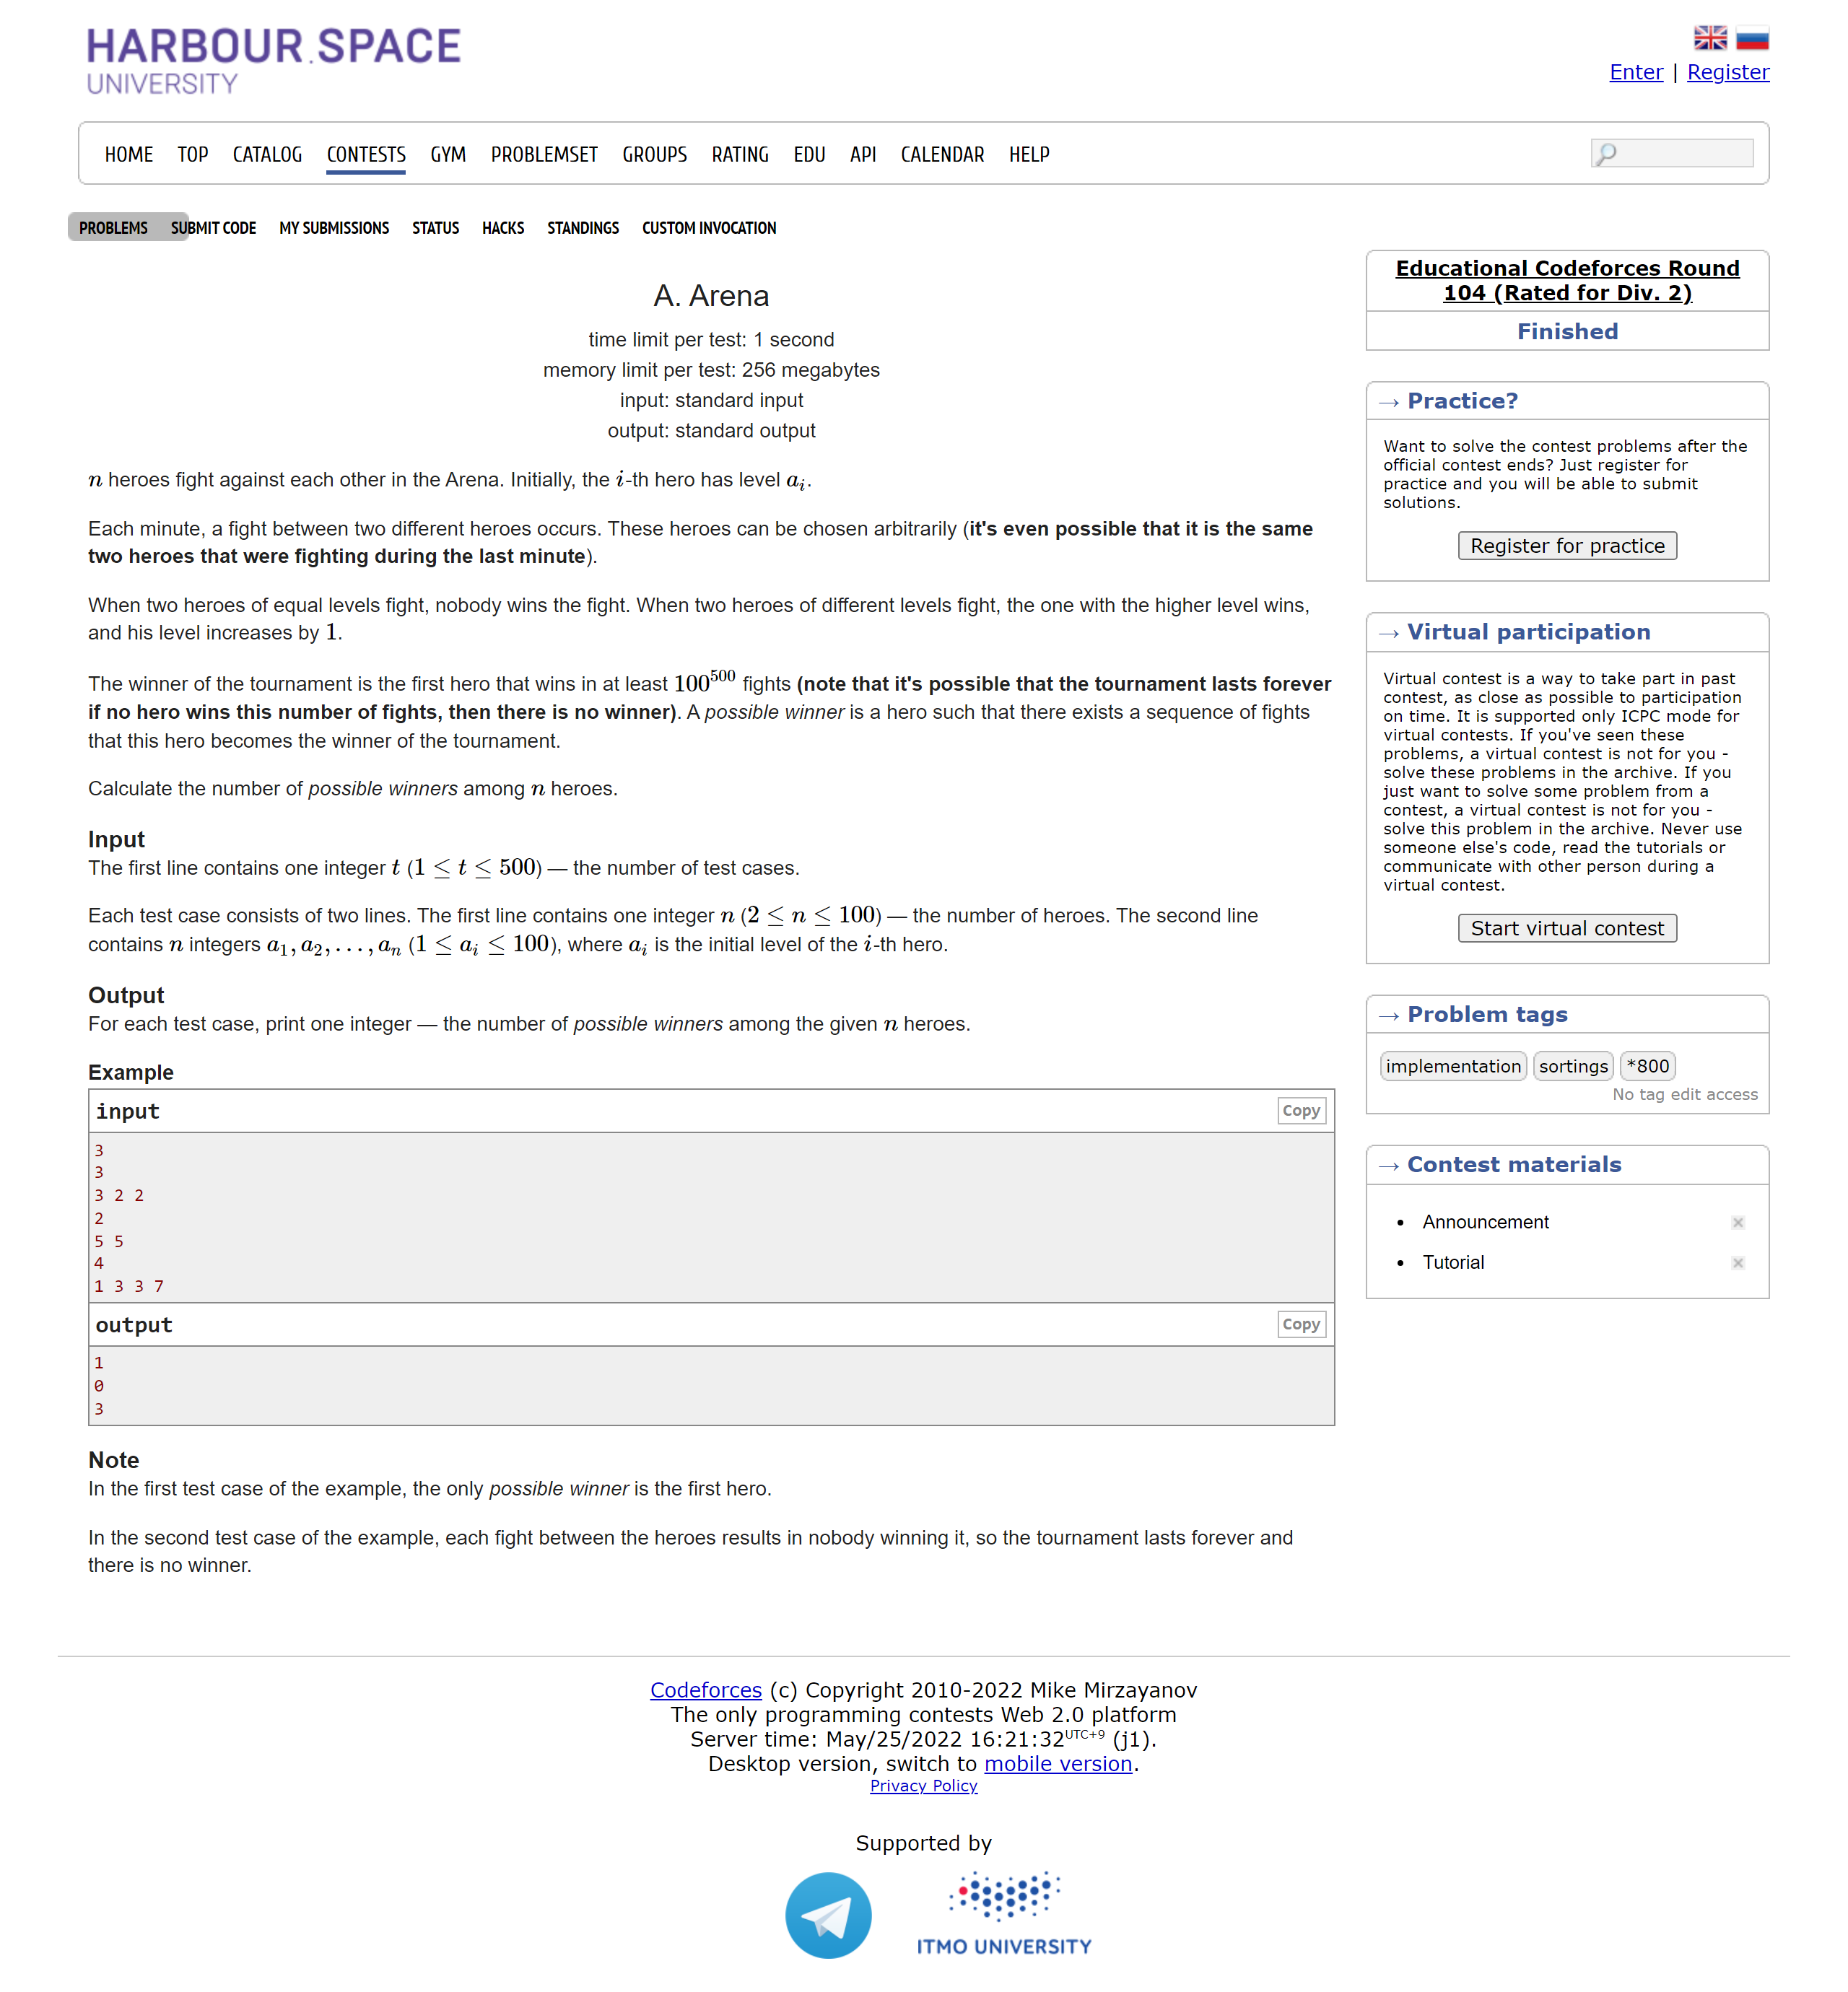 HARBOUR.SPACE
UNIVERSITY
Enter | Register
HOME TOP CATALOG CONTESTS GYM PROBLEMSET GROUPS RATING EDU API CALENDAR HELP
PROBLEMS SUBMIT CODE MY SUBMISSIONS STATUS HACKS STANDINGS CUSTOM INVOCATION
A. Arena
time limit per test: 1 second
memory limit per test: 256 megabytes
input: standard input
output: standard output
n heroes fight against each other in the Arena. Initially, the i-th hero has level a_i.
Each minute, a fight between two different heroes occurs. These heroes can be chosen arbitrarily (it's even possible that it is the same
two heroes that were fighting during the last minute).
When two heroes of equal levels fight, nobody wins the fight. When two heroes of different levels fight, the one with the higher level wins,
and his level increases by 1.
The winner of the tournament is the first hero that wins in at least 100^500 fights (note that it's possible that the tournament lasts forever
if no hero wins this number of fights, then there is no winner). A possible winner is a hero such that there exists a sequence of fights
that this hero becomes the winner of the tournament.
Calculate the number of possible winners among n heroes.
Input
The first line contains one integer t (1 ≤ t ≤ 500) — the number of test cases.
Each test case consists of two lines. The first line contains one integer n (2 ≤ n ≤ 100) — the number of heroes. The second line
contains n integers a_1, a_2, …, a_n (1 ≤ a_i ≤ 100), where a_i is the initial level of the i-th hero.
Output
For each test case, print one integer — the number of possible winners among the given n heroes.
Example
input Copy
3
3
3 2 2
2
5 5
4
1 3 3 7
output Copy
1
0
3
Note
In the first test case of the example, the only possible winner is the first hero.
In the second test case of the example, each fight between the heroes results in nobody winning it, so the tournament lasts forever and
there is no winner.
Educational Codeforces Round
104 (Rated for Div. 2)
Finished
→ Practice?
Want to solve the contest problems after the
official contest ends? Just register for
practice and you will be able to submit
solutions.
Register for practice
→ Virtual participation
Virtual contest is a way to take part in past
contest, as close as possible to participation
on time. It is supported only ICPC mode for
virtual contests. If you've seen these
problems, a virtual contest is not for you -
solve these problems in the archive. If you
just want to solve some problem from a
contest, a virtual contest is not for you -
solve this problem in the archive. Never use
someone else's code, read the tutorials or
communicate with other person during a
virtual contest.
Start virtual contest
→ Problem tags
implementation sortings *800
No tag edit access
→ Contest materials
• Announcement
• Tutorial
Codeforces (c) Copyright 2010-2022 Mike Mirzayanov
The only programming contests Web 2.0 platform
Server time: May/25/2022 16:21:32UTC+9 (j1).
Desktop version, switch to mobile version.
Privacy Policy
Supported by
ITMO UNIVERSITY